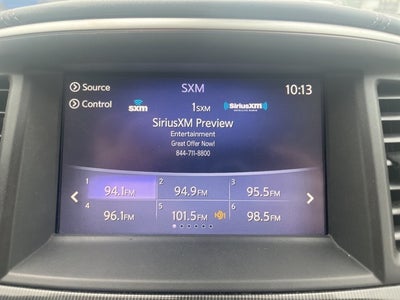 Source SXM 10:13
Control sxm 1SXM SiriusXM
SiriusXM Preview
Entertainment
Great Offer Now!
844-711-8800
1 94.1FM 2 94.9FM 3 95.5FM
4 96.1FM 5 101.5FM 6 98.5FM